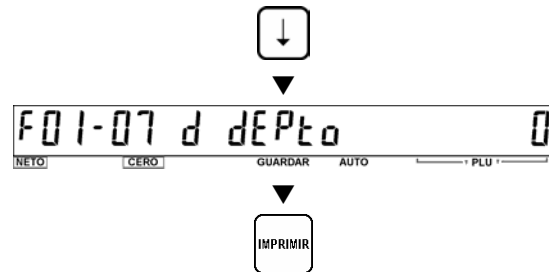 ↓
F01-07 d dEPto 0
NETO CERO GUARDAR AUTO PLU
IMPRIMIR